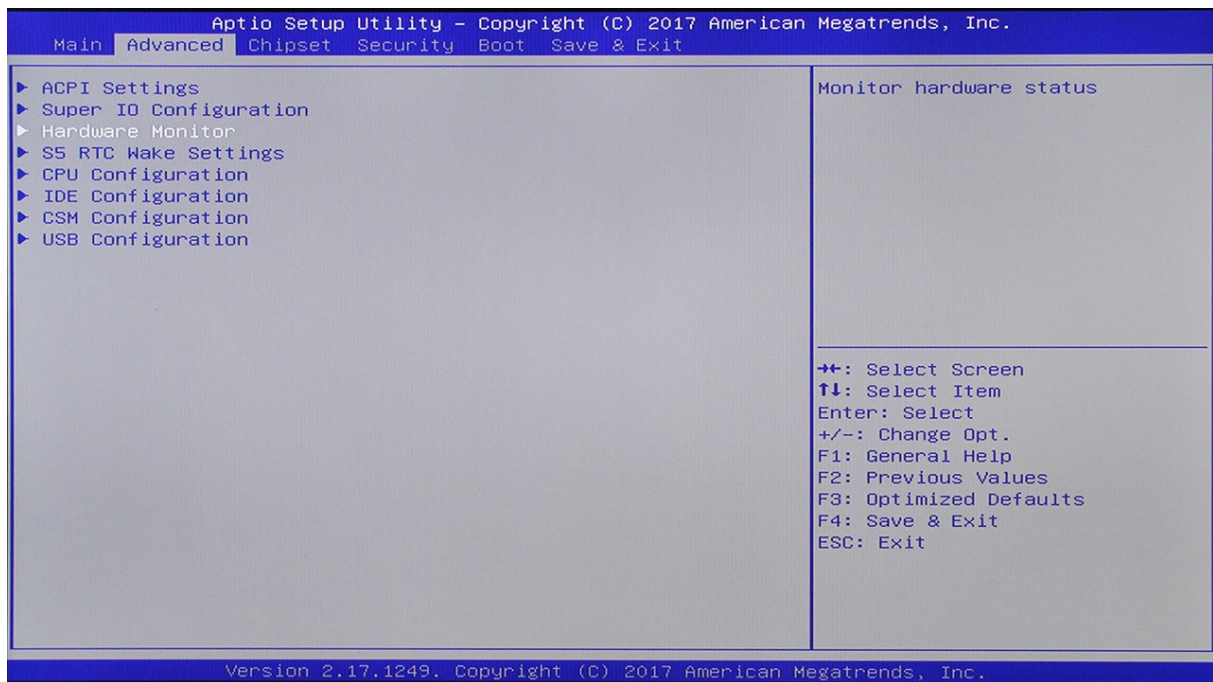 Aptio Setup Utility – Copyright (C) 2017 American Megatrends, Inc.
Main Advanced Chipset Security Boot Save & Exit
▶ ACPI Settings
▶ Super IO Configuration
▶ Hardware Monitor
▶ S5 RTC Wake Settings
▶ CPU Configuration
▶ IDE Configuration
▶ CSM Configuration
▶ USB Configuration
Monitor hardware status
→←: Select Screen
↑↓: Select Item
Enter: Select
+/-: Change Opt.
F1: General Help
F2: Previous Values
F3: Optimized Defaults
F4: Save & Exit
ESC: Exit
Version 2.17.1249. Copyright (C) 2017 American Megatrends, Inc.